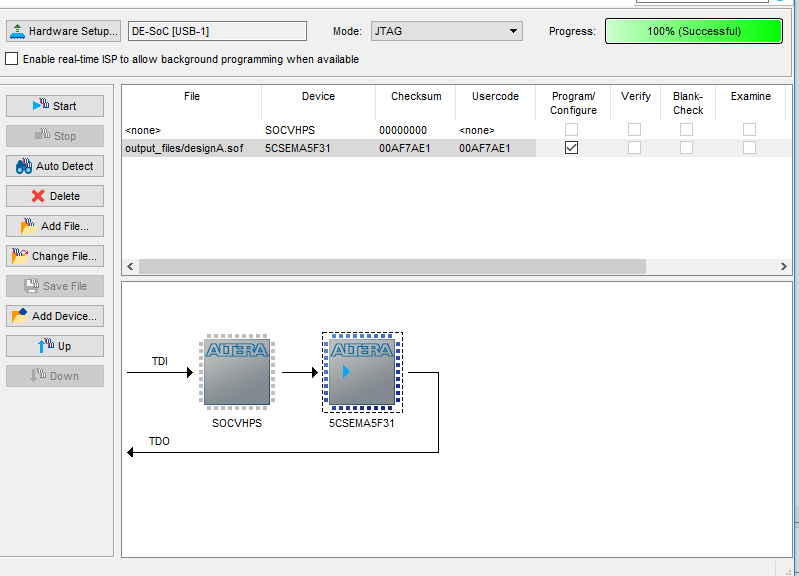 Hardware Setup... DE-SoC [USB-1] Mode: JTAG Progress: 100% (Successful)
Enable real-time ISP to allow background programming when available
Start
Stop
Auto Detect
Delete
Add File...
Change File...
Save File
Add Device...
Up
Down
File Device Checksum Usercode Program/ Verify Blank- Examine
Configure Check
<none> SOCVHPS 00000000 <none>
output_files/designA.sof 5CSEMA5F31 00AF7AE1 00AF7AE1
ALTERA ALTERA
TDI
SOCVHPS 5CSEMA5F31
TDO